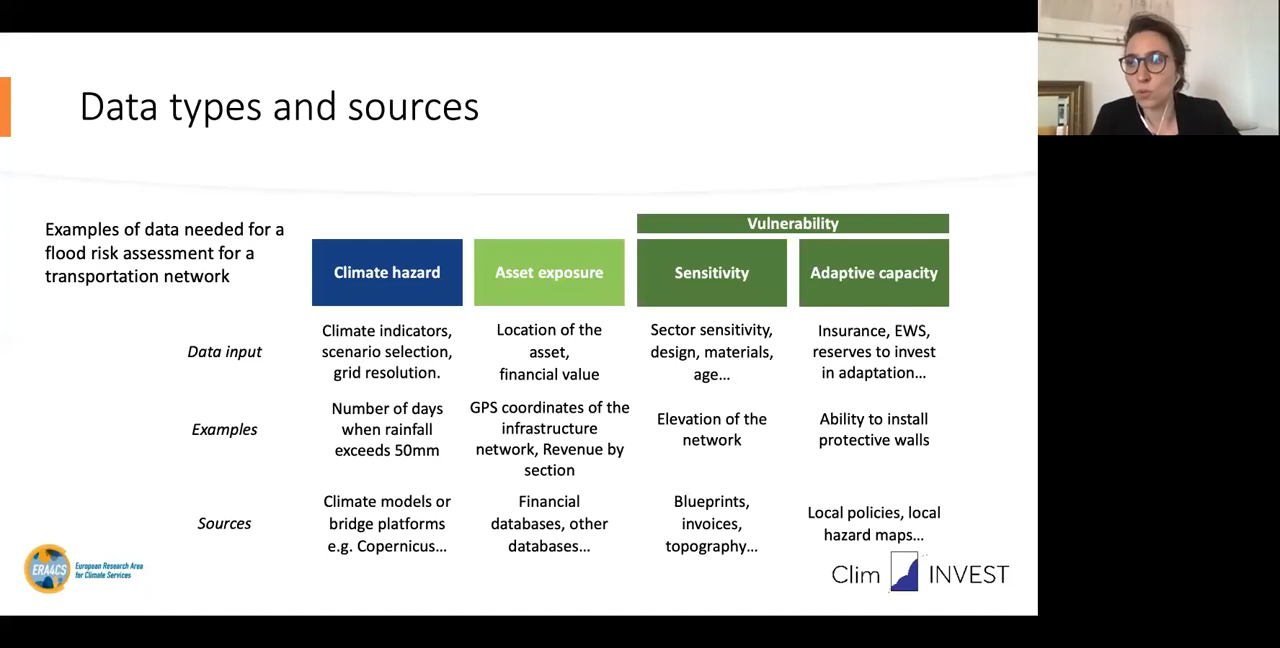 Data types and sources
Examples of data needed for a
flood risk assessment for a
transportation network
Vulnerability
Climate hazard
Asset exposure
Sensitivity
Adaptive capacity
Data input
Climate indicators,
scenario selection,
grid resolution.
Location of the
asset,
financial value
Sector sensitivity,
design, materials,
age...
Insurance, EWS,
reserves to invest
in adaptation...
Examples
Number of days
when rainfall
exceeds 50mm
GPS coordinates of the
infrastructure
network, Revenue by
section
Elevation of the
network
Ability to install
protective walls
Sources
Climate models or
bridge platforms
e.g. Copernicus...
Financial
databases, other
databases...
Blueprints,
invoices,
topography...
Local policies, local
hazard maps...
ERA4CS
European Research Area
for Climate Services
Clim INVEST